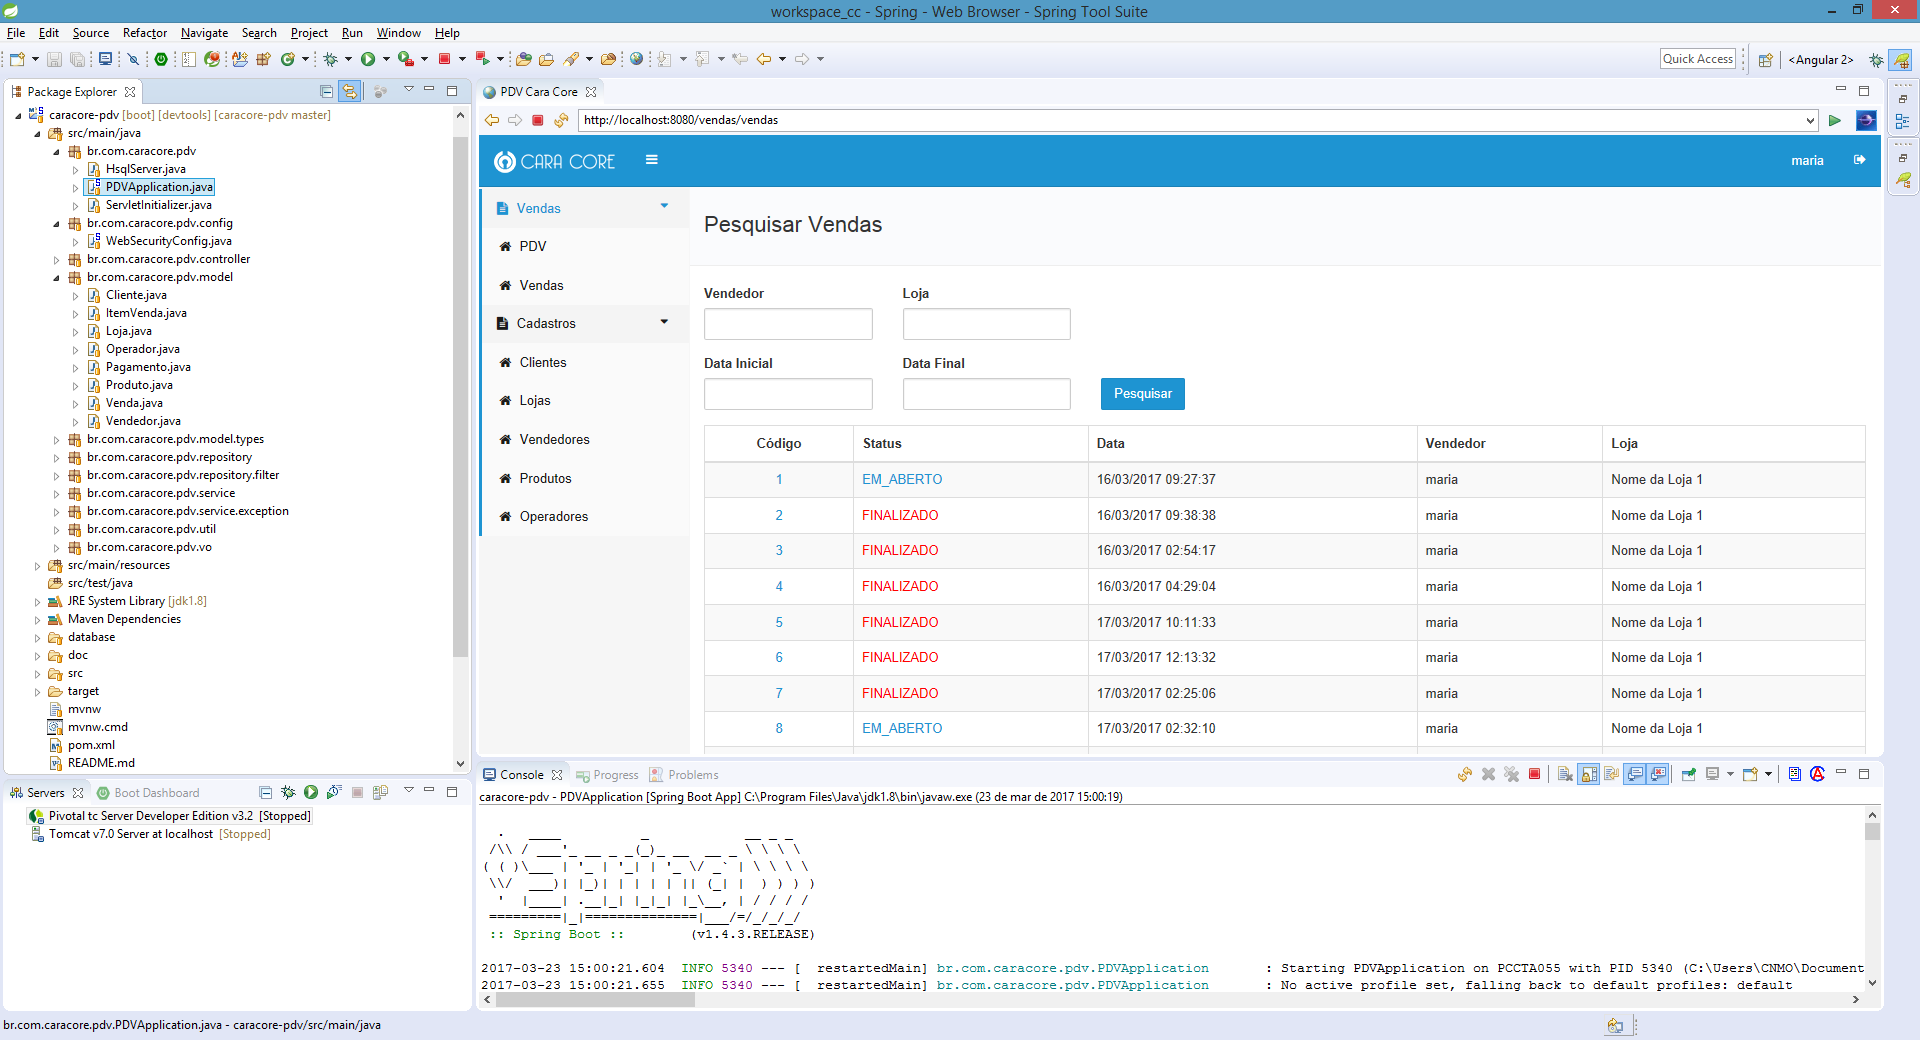 workspace_cc - Spring - Web Browser - Spring Tool Suite
File Edit Source Refactor Navigate Search Project Run Window Help
Quick Access
<Angular 2>
Package Explorer
caracore-pdv [boot] [devtools] [caracore-pdv master]
src/main/java
br.com.caracore.pdv
HsqlServer.java
PDVApplication.java
ServletInitializer.java
br.com.caracore.pdv.config
WebSecurityConfig.java
br.com.caracore.pdv.controller
br.com.caracore.pdv.model
Cliente.java
ItemVenda.java
Loja.java
Operador.java
Pagamento.java
Produto.java
Venda.java
Vendedor.java
br.com.caracore.pdv.model.types
br.com.caracore.pdv.repository
br.com.caracore.pdv.repository.filter
br.com.caracore.pdv.service
br.com.caracore.pdv.service.exception
br.com.caracore.pdv.util
br.com.caracore.pdv.vo
src/main/resources
src/test/java
JRE System Library [jdk1.8]
Maven Dependencies
database
doc
src
target
mvnw
mvnw.cmd
pom.xml
README.md
Servers Boot Dashboard
Pivotal tc Server Developer Edition v3.2 [Stopped]
Tomcat v7.0 Server at localhost [Stopped]
PDV Cara Core
http://localhost:8080/vendas/vendas
CARA CORE
maria
Vendas
PDV
Vendas
Cadastros
Clientes
Lojas
Vendedores
Produtos
Operadores
Pesquisar Vendas
Vendedor Loja
Data Inicial Data Final
Pesquisar
Código Status Data Vendedor Loja
1 EM_ABERTO 16/03/2017 09:27:37 maria Nome da Loja 1
2 FINALIZADO 16/03/2017 09:38:38 maria Nome da Loja 1
3 FINALIZADO 16/03/2017 02:54:17 maria Nome da Loja 1
4 FINALIZADO 16/03/2017 04:29:04 maria Nome da Loja 1
5 FINALIZADO 17/03/2017 10:11:33 maria Nome da Loja 1
6 FINALIZADO 17/03/2017 12:13:32 maria Nome da Loja 1
7 FINALIZADO 17/03/2017 02:25:06 maria Nome da Loja 1
8 EM_ABERTO 17/03/2017 02:32:10 maria Nome da Loja 1
Console Progress Problems
caracore-pdv - PDVApplication [Spring Boot App] C:\Program Files\Java\jdk1.8\bin\javaw.exe (23 de mar de 2017 15:00:19)
:: Spring Boot :: (v1.4.3.RELEASE)
2017-03-23 15:00:21.604 INFO 5340 --- [ restartedMain] br.com.caracore.pdv.PDVApplication : Starting PDVApplication on PCCTA055 with PID 5340 (C:\Users\CNMO\Document
2017-03-23 15:00:21.655 INFO 5340 --- [ restartedMain] br.com.caracore.pdv.PDVApplication : No active profile set, falling back to default profiles: default
br.com.caracore.pdv.PDVApplication.java - caracore-pdv/src/main/java